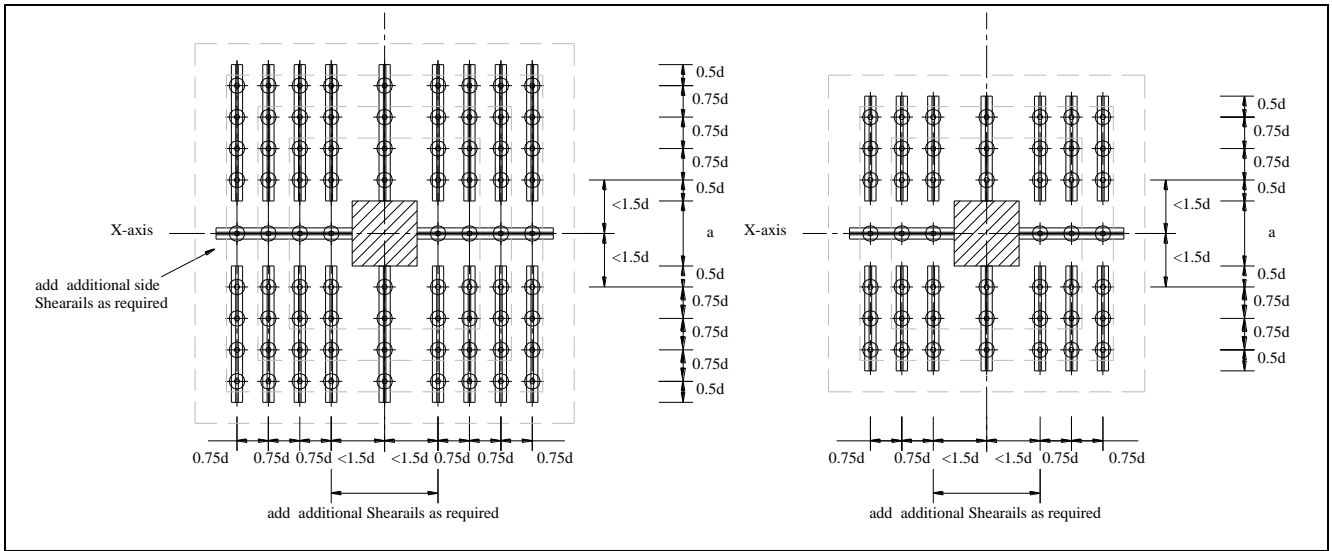 0.5d
0.75d
0.75d
0.75d
0.5d
<1.5d
X-axis
a
<1.5d
add additional side
Shearails as required
0.5d
0.75d
0.75d
0.75d
0.5d
0.75d 0.75d 0.75d <1.5d <1.5d 0.75d 0.75d 0.75d
add additional Shearails as required
0.5d
0.75d
0.75d
0.5d
<1.5d
X-axis
a
<1.5d
0.5d
0.75d
0.75d
0.5d
0.75d 0.75d <1.5d <1.5d 0.75d 0.75d
add additional Shearails as required